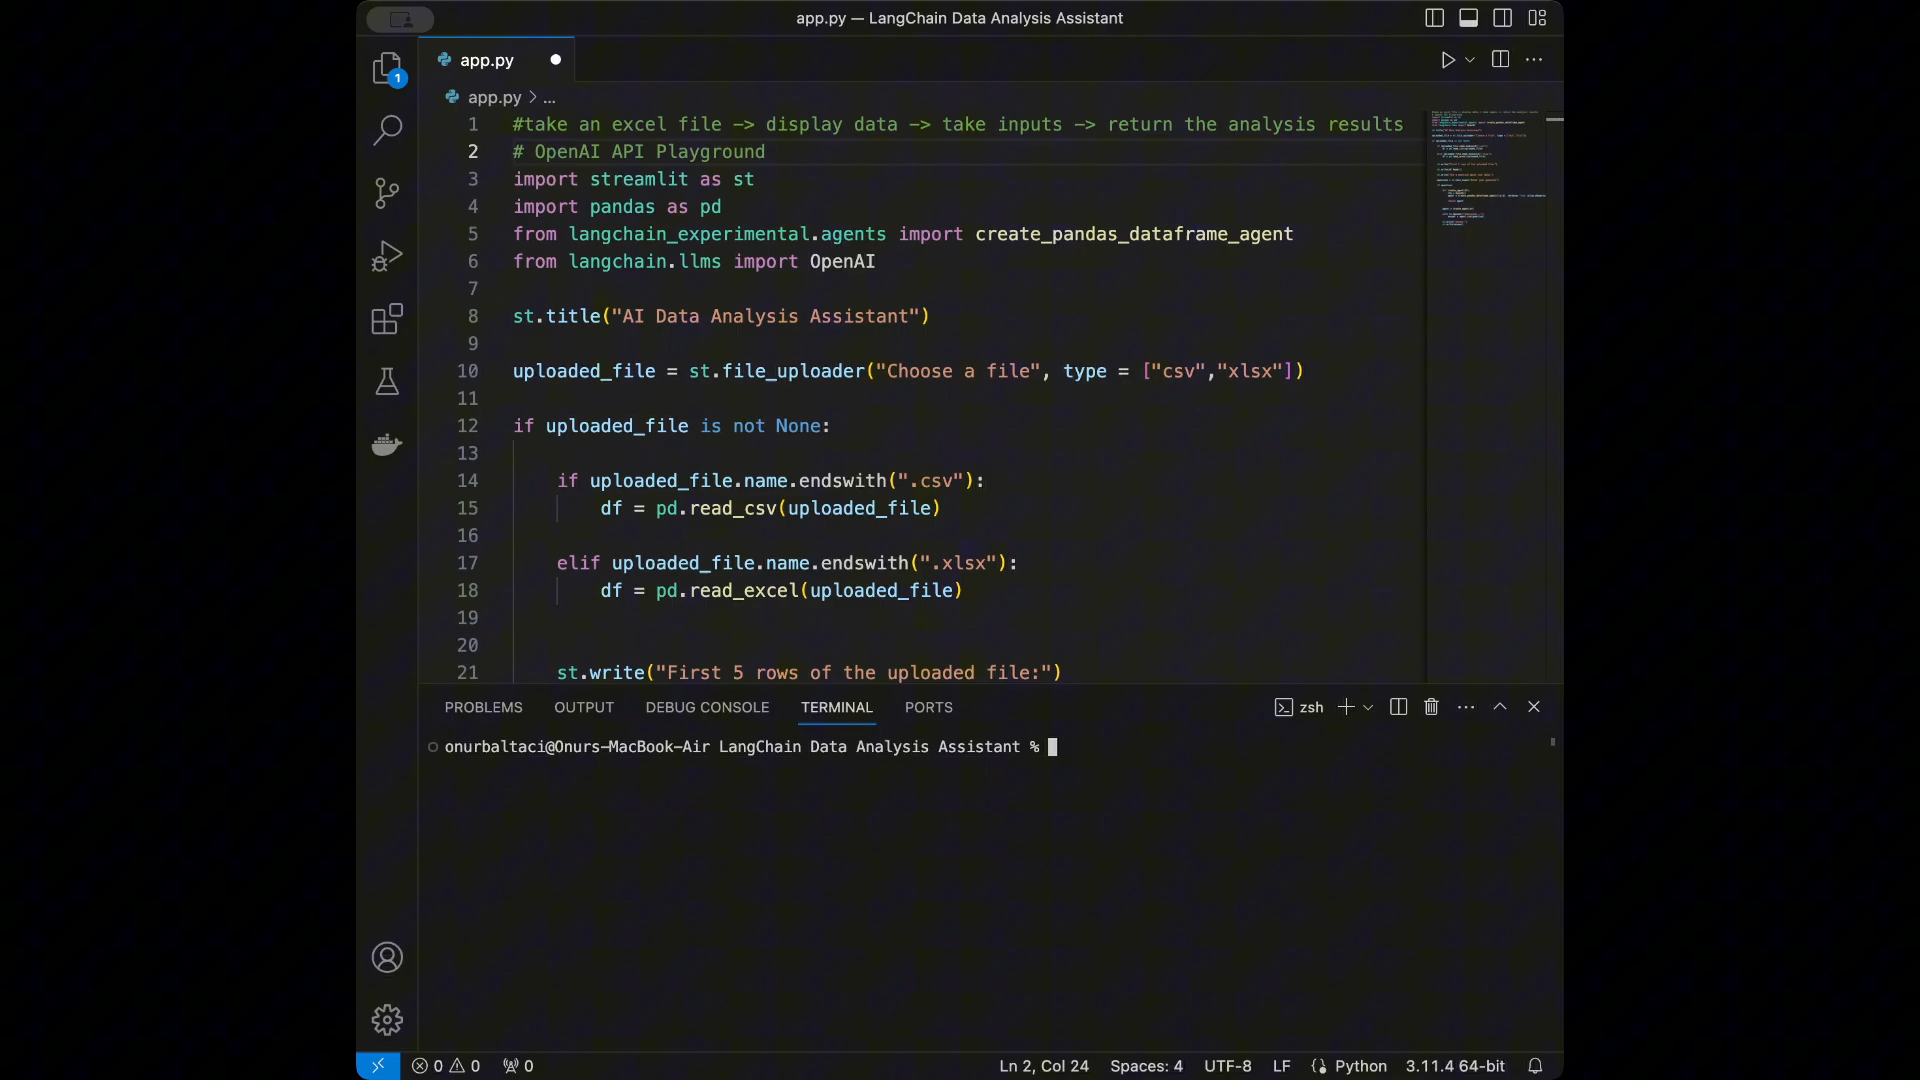 app.py — LangChain Data Analysis Assistant
app.py
1
app.py > ...
1 #take an excel file -> display data -> take inputs -> return the analysis results
2 # OpenAI API Playground
3 import streamlit as st
4 import pandas as pd
5 from langchain_experimental.agents import create_pandas_dataframe_agent
6 from langchain.llms import OpenAI
7
8 st.title("AI Data Analysis Assistant")
9
10 uploaded_file = st.file_uploader("Choose a file", type = ["csv","xlsx"])
11
12 if uploaded_file is not None:
13
14 if uploaded_file.name.endswith(".csv"):
15 df = pd.read_csv(uploaded_file)
16
17 elif uploaded_file.name.endswith(".xlsx"):
18 df = pd.read_excel(uploaded_file)
19
20
21 st.write("First 5 rows of the uploaded file:")
PROBLEMS OUTPUT DEBUG CONSOLE TERMINAL PORTS zsh
onurbaltaci@Onurs-MacBook-Air LangChain Data Analysis Assistant %
0 0 0 Ln 2, Col 24 Spaces: 4 UTF-8 LF Python 3.11.4 64-bit